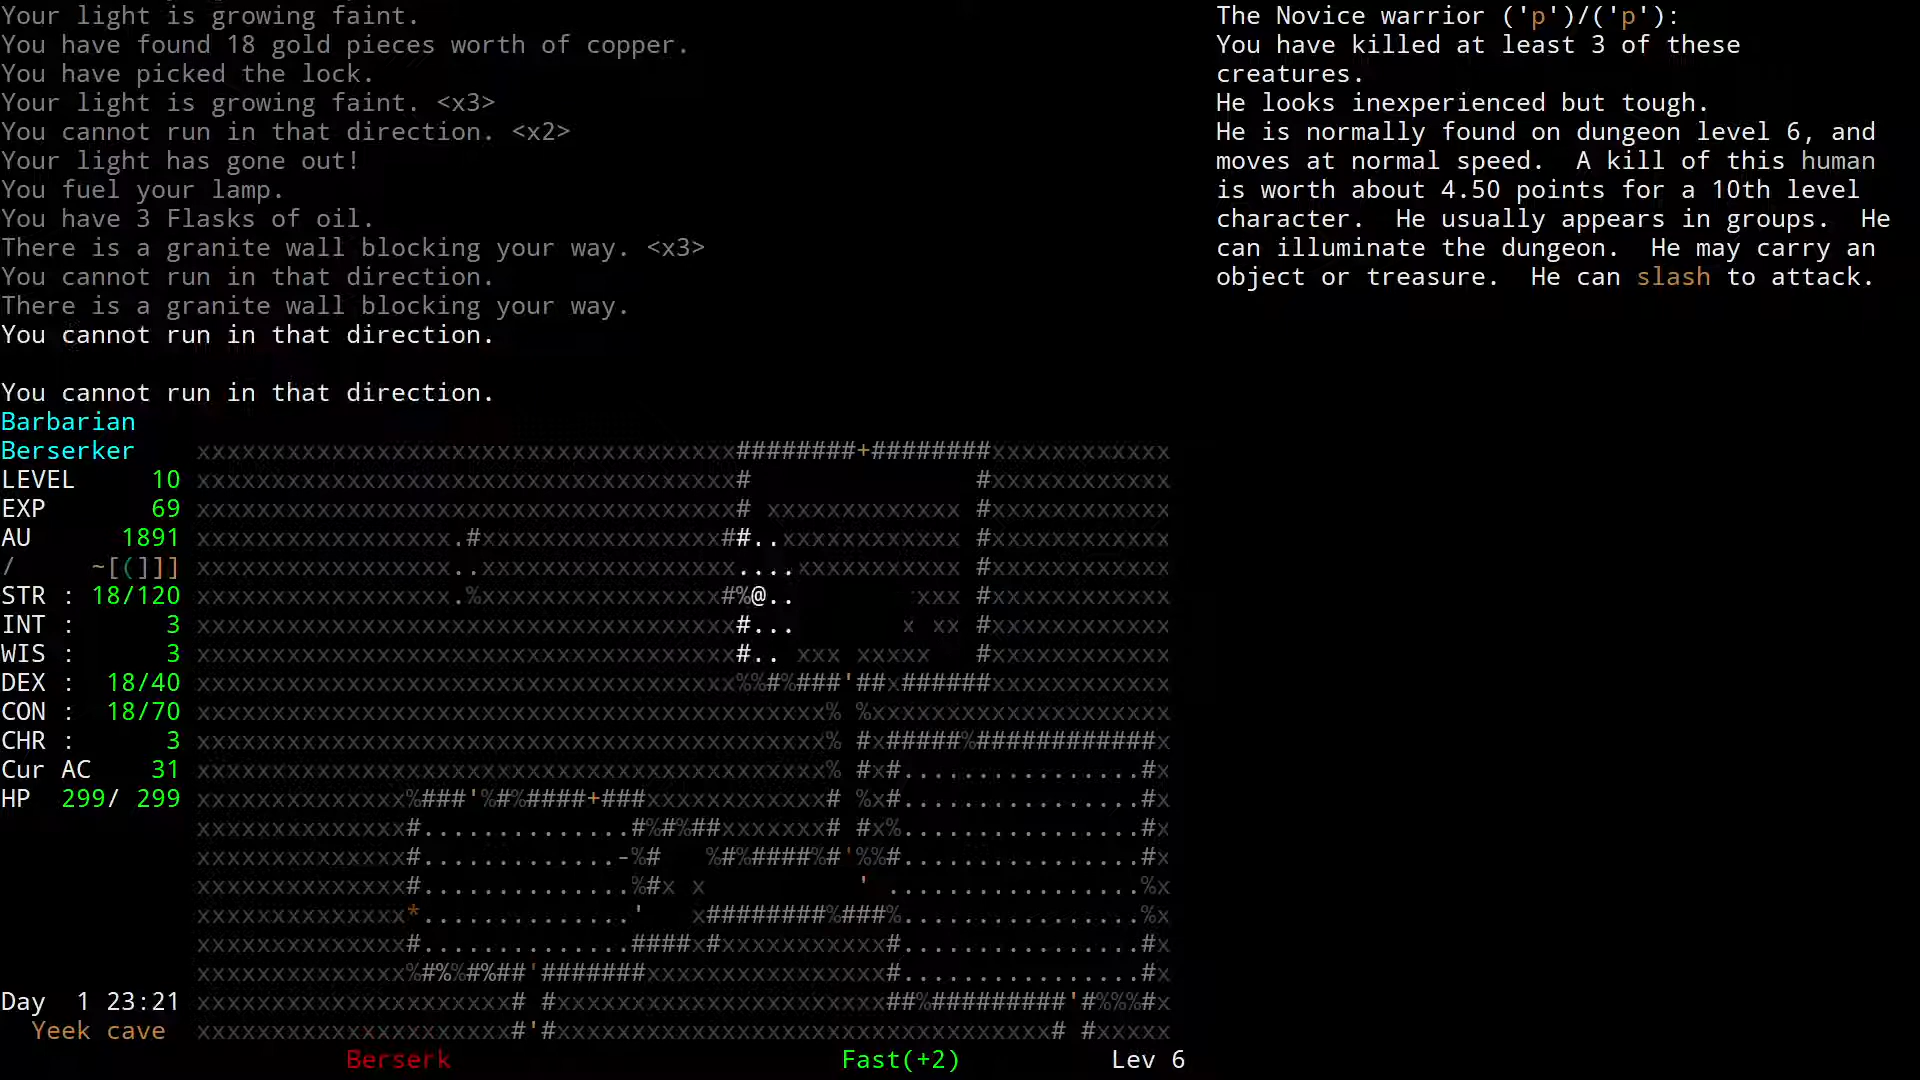 Your light is growing faint.
You have found 18 gold pieces worth of copper.
You have picked the lock.
Your light is growing faint. <x3>
You cannot run in that direction. <x2>
Your light has gone out!
You fuel your lamp.
You have 3 Flasks of oil.
There is a granite wall blocking your way. <x3>
You cannot run in that direction.
There is a granite wall blocking your way.
You cannot run in that direction.
You cannot run in that direction.
The Novice warrior ('p')/('p'):
You have killed at least 3 of these
creatures.
He looks inexperienced but tough.
He is normally found on dungeon level 6, and
moves at normal speed.  A kill of this human
is worth about 4.50 points for a 10th level
character.  He usually appears in groups.  He
can illuminate the dungeon.  He may carry an
object or treasure.  He can slash to attack.
Barbarian
Berserker
LEVEL 10
EXP 69
AU 1891
/ ~[(]]]
STR : 18/120
INT : 3
WIS : 3
DEX : 18/40
CON : 18/70
CHR : 3
Cur AC 31
HP 299/ 299
Day 1 23:21
Yeek cave
Berserk Fast(+2) Lev 6